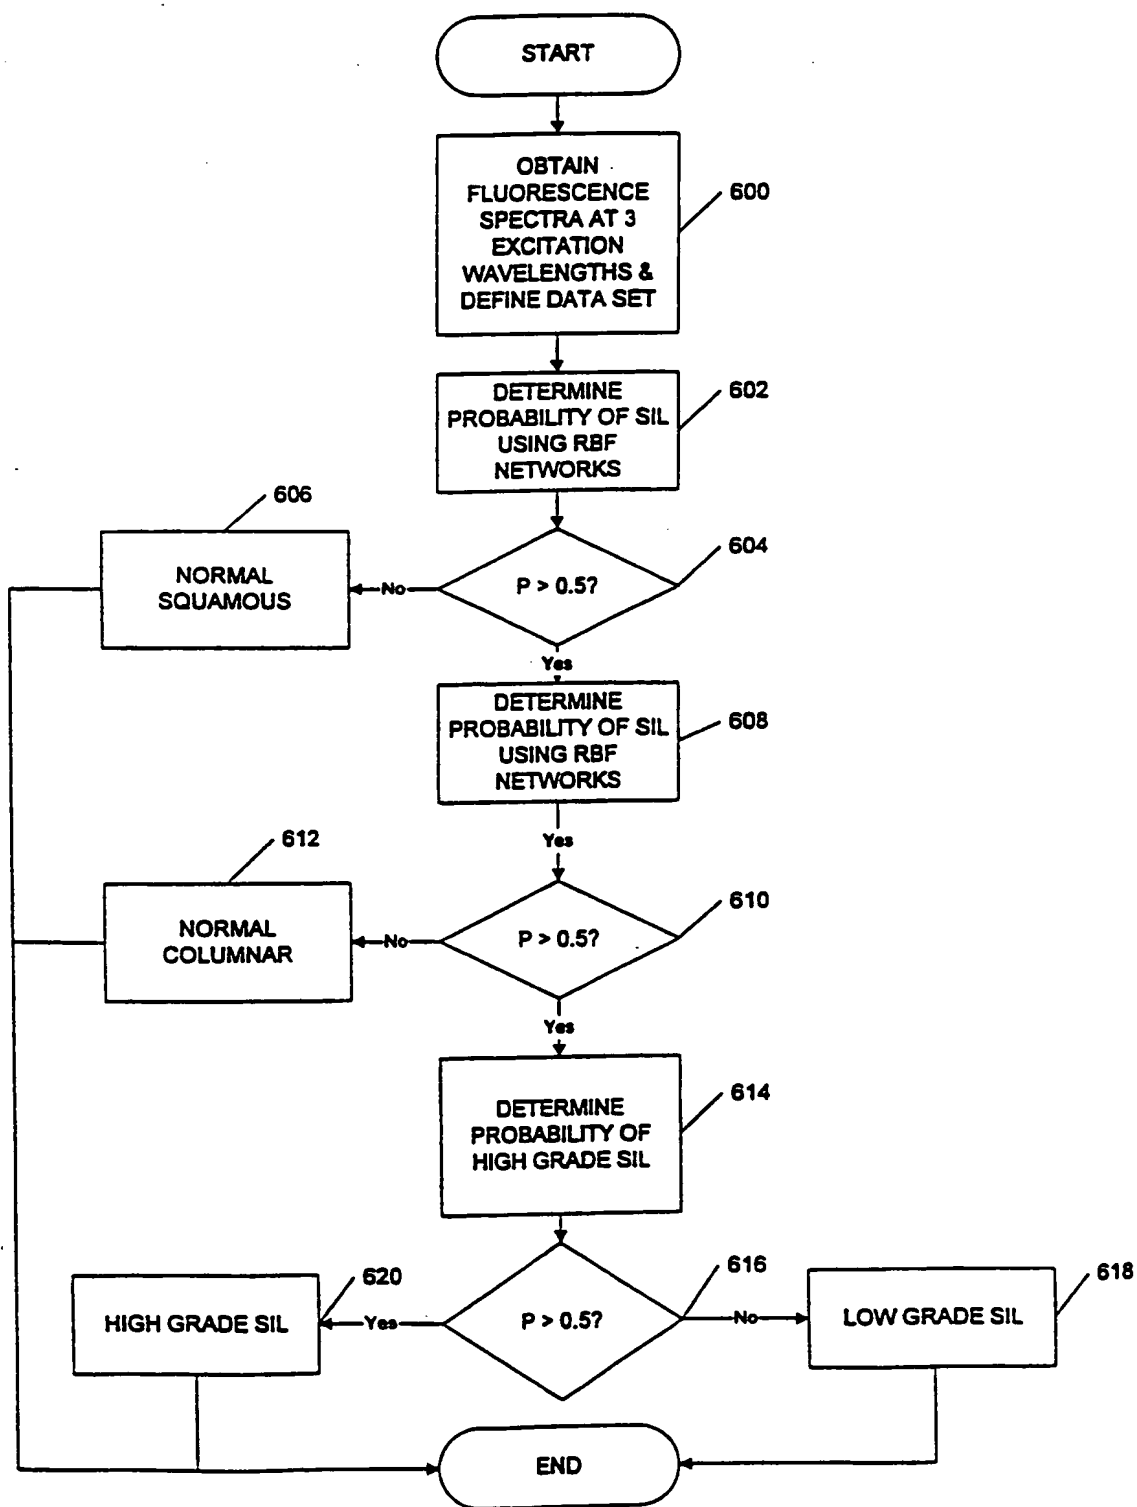 START
OBTAIN
FLUORESCENCE
SPECTRA AT 3
EXCITATION
WAVELENGTHS &
DEFINE DATA SET
600
DETERMINE
PROBABILITY OF SIL
USING RBF
NETWORKS
602
606
NORMAL
SQUAMOUS
No
P > 0.5?
604
Yes
DETERMINE
PROBABILITY OF SIL
USING RBF
NETWORKS
608
Yes
612
NORMAL
COLUMNAR
No
P > 0.5?
610
Yes
DETERMINE
PROBABILITY OF
HIGH GRADE SIL
614
620
HIGH GRADE SIL
Yes
P > 0.5?
616
No
LOW GRADE SIL
618
END